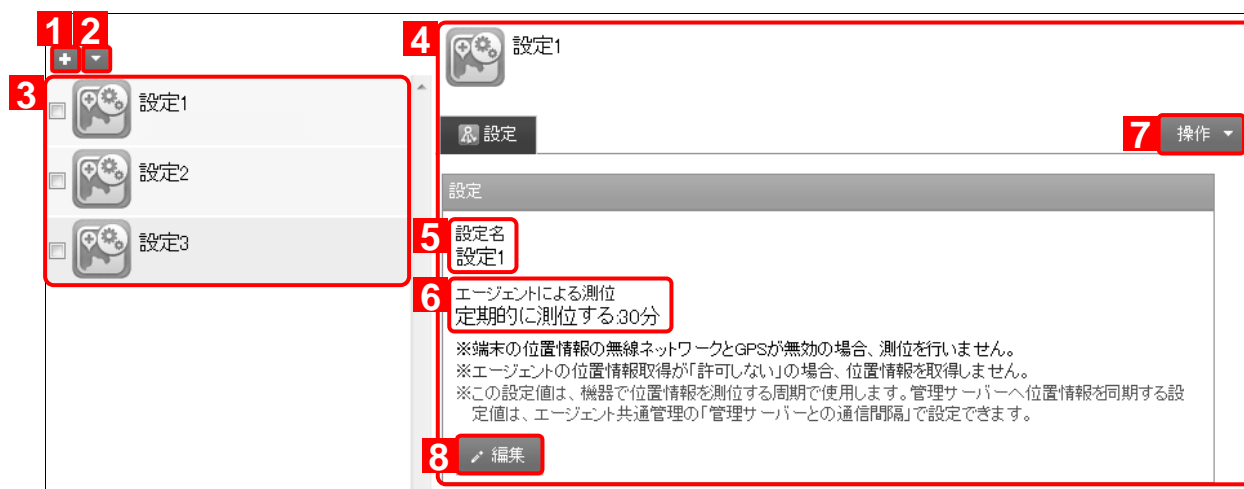 1 2
3
設定1
設定2
設定3
4
設定1
設定
7
操作
設定
5
設定名
設定1
6
エージェントによる測位
定期的に測位する:30分
※端末の位置情報の無線ネットワークとGPSが無効の場合、測位を行いません。
※エージェントの位置情報取得が「許可しない」の場合、位置情報を取得しません。
※この設定値は、機器で位置情報を測位する周期で使用します。管理サーバーへ位置情報を同期する設
定値は、エージェント共通管理の「管理サーバーとの通信間隔」で設定できます。
8
編集